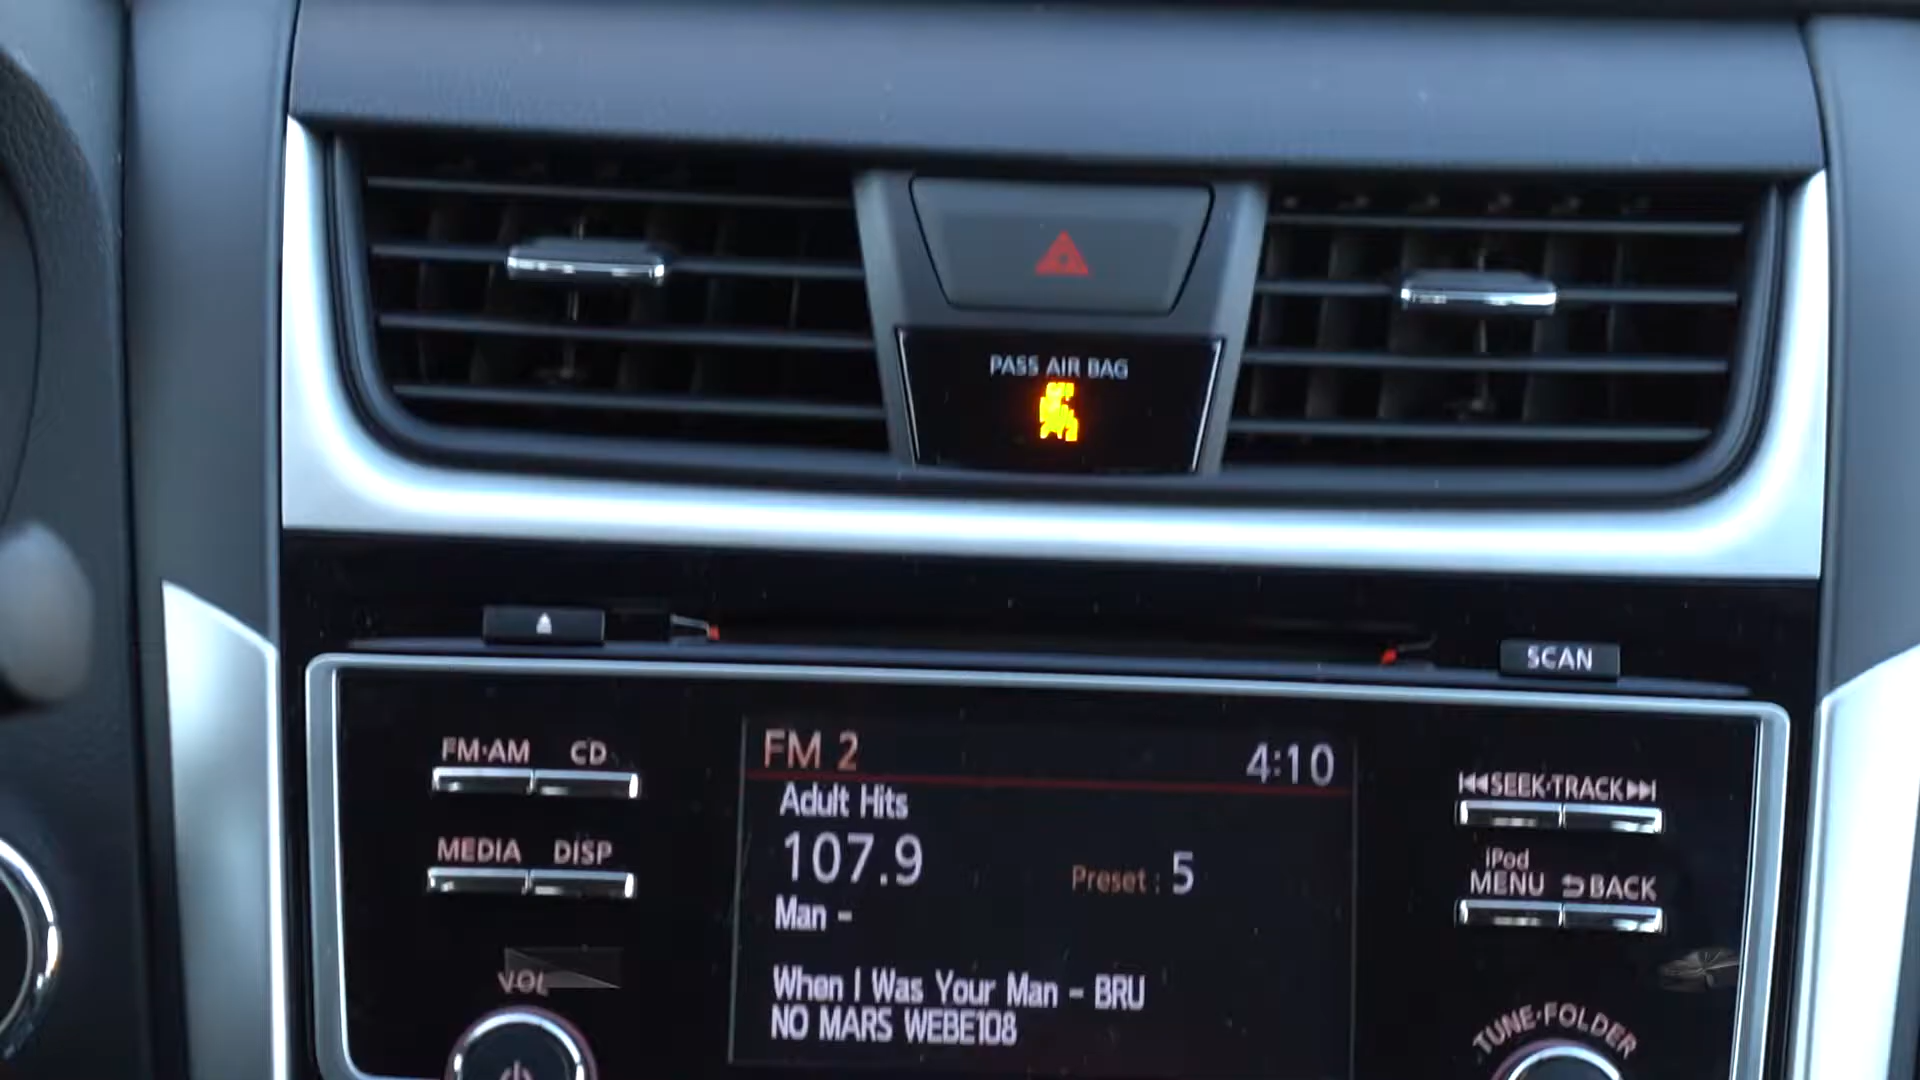 PASS AIR BAG
SCAN
FM·AM CD
FM 2 4:10
SEEK·TRACK
Adult Hits
MEDIA DISP
107.9
Preset : 5
iPod
MENU BACK
Man -
VOL
When I Was Your Man - BRU
NO MARS WEBE108
TUNE·FOLDER